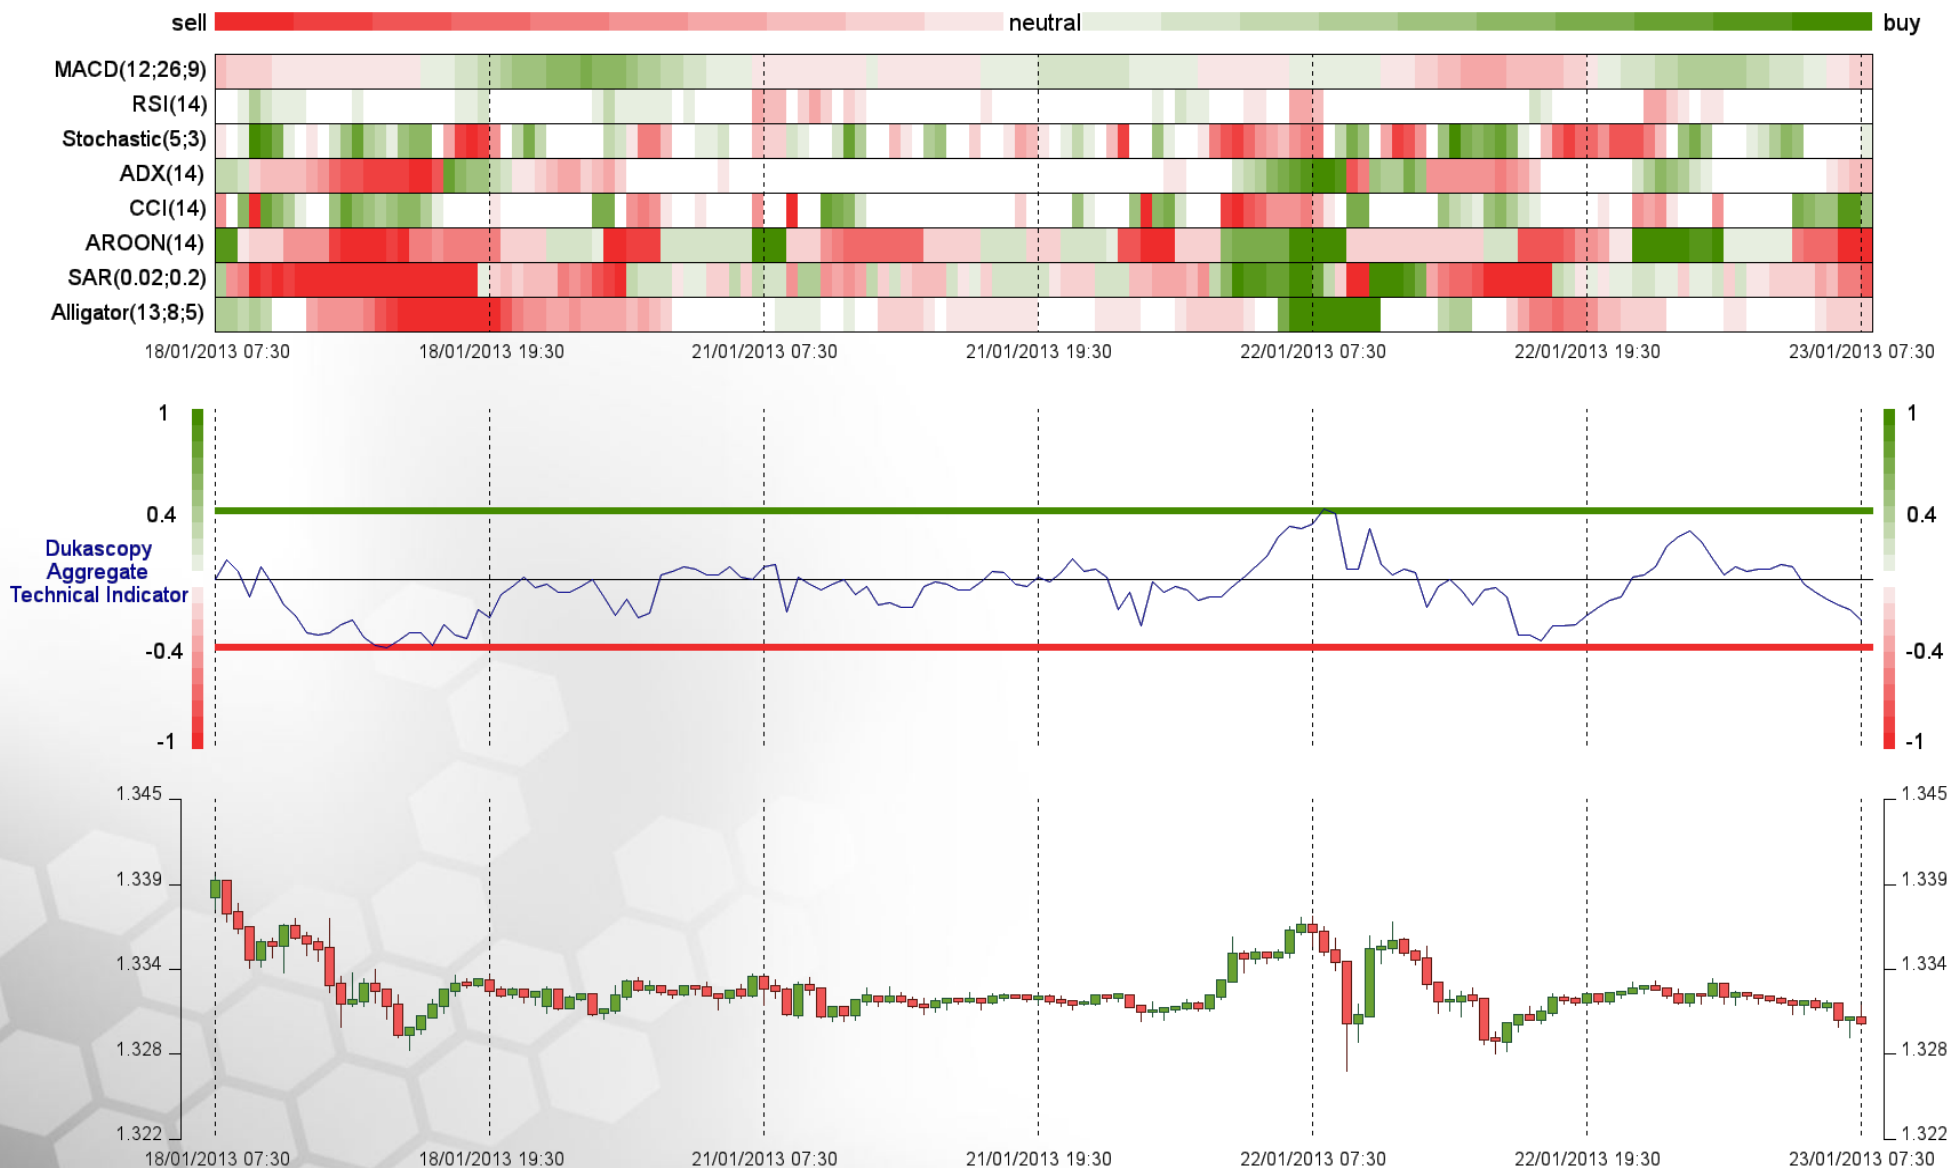 sell neutral buy
MACD(12;26;9)
RSI(14)
Stochastic(5;3)
ADX(14)
CCI(14)
AROON(14)
SAR(0.02;0.2)
Alligator(13;8;5)
18/01/2013 07:30 18/01/2013 19:30 21/01/2013 07:30 21/01/2013 19:30 22/01/2013 07:30 22/01/2013 19:30 23/01/2013 07:30
1 1
0.4 0.4
Dukascopy
Aggregate
Technical Indicator
-0.4 -0.4
-1 -1
1.345 1.345
1.339 1.339
1.334 1.334
1.328 1.328
1.322 1.322
18/01/2013 07:30 18/01/2013 19:30 21/01/2013 07:30 21/01/2013 19:30 22/01/2013 07:30 22/01/2013 19:30 23/01/2013 07:30